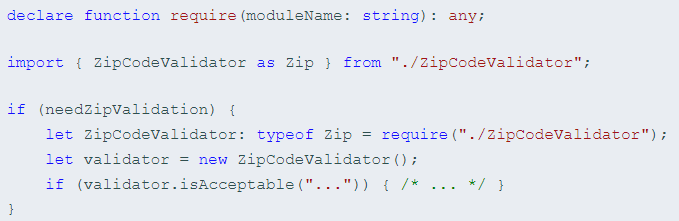 declare function require(moduleName: string): any;
import { ZipCodeValidator as Zip } from "./ZipCodeValidator";
if (needZipValidation) {
let ZipCodeValidator: typeof Zip = require("./ZipCodeValidator");
let validator = new ZipCodeValidator();
if (validator.isAcceptable("...")) { /* ... */ }
}